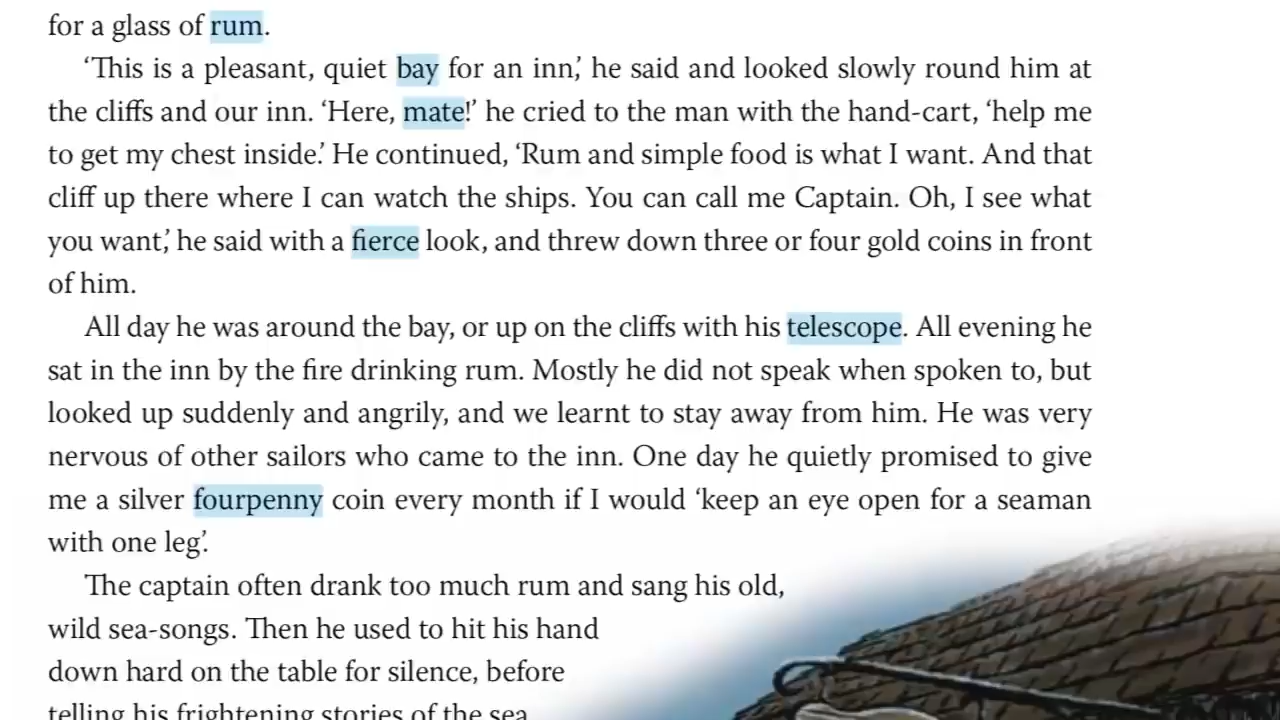 for a glass of rum.
‘This is a pleasant, quiet bay for an inn,’ he said and looked slowly round him at
the cliffs and our inn. ‘Here, mate!’ he cried to the man with the hand-cart, ‘help me
to get my chest inside.’ He continued, ‘Rum and simple food is what I want. And that
cliff up there where I can watch the ships. You can call me Captain. Oh, I see what
you want,’ he said with a fierce look, and threw down three or four gold coins in front
of him.
All day he was around the bay, or up on the cliffs with his telescope. All evening he
sat in the inn by the fire drinking rum. Mostly he did not speak when spoken to, but
looked up suddenly and angrily, and we learnt to stay away from him. He was very
nervous of other sailors who came to the inn. One day he quietly promised to give
me a silver fourpenny coin every month if I would ‘keep an eye open for a seaman
with one leg’.
The captain often drank too much rum and sang his old,
wild sea-songs. Then he used to hit his hand
down hard on the table for silence, before
telling his frightening stories of the sea